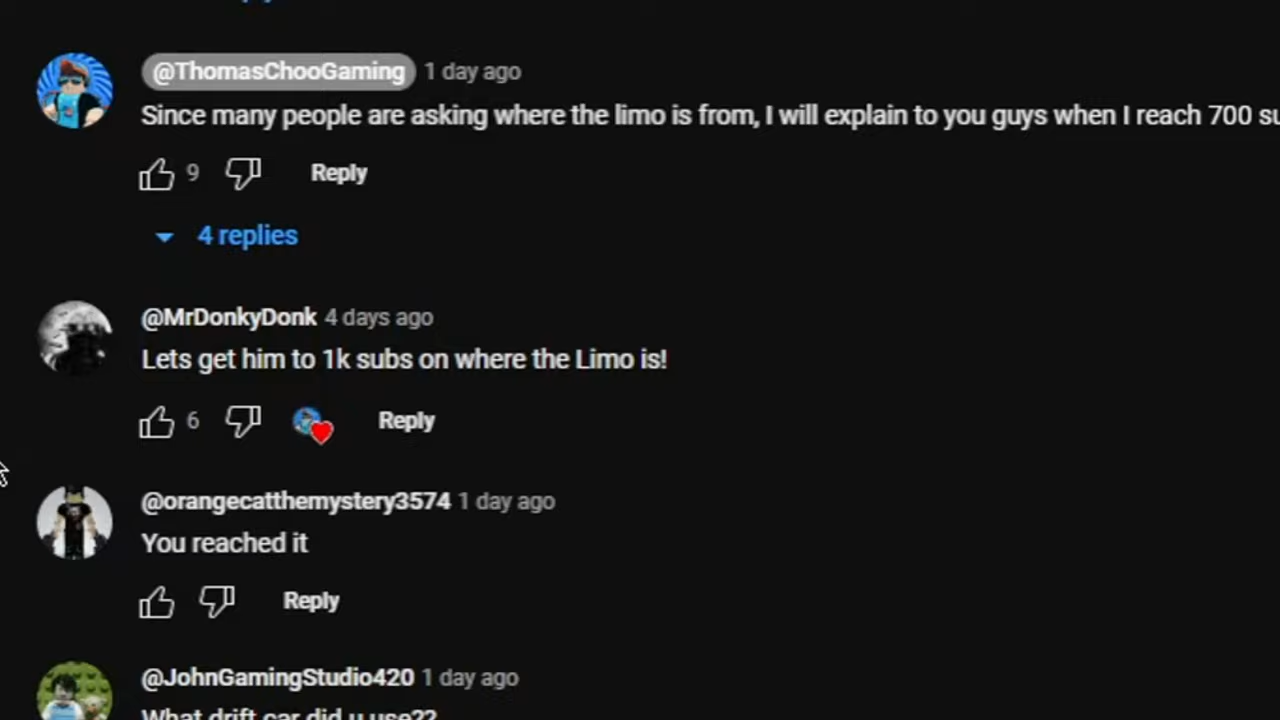 @ThomasChooGaming 1 day ago
Since many people are asking where the limo is from, I will explain to you guys when I reach 700 su
9 Reply
4 replies
@MrDonkyDonk 4 days ago
Lets get him to 1k subs on where the Limo is!
6 Reply
@orangecatthemystery3574 1 day ago
You reached it
Reply
@JohnGamingStudio420 1 day ago
What drift car did u use??